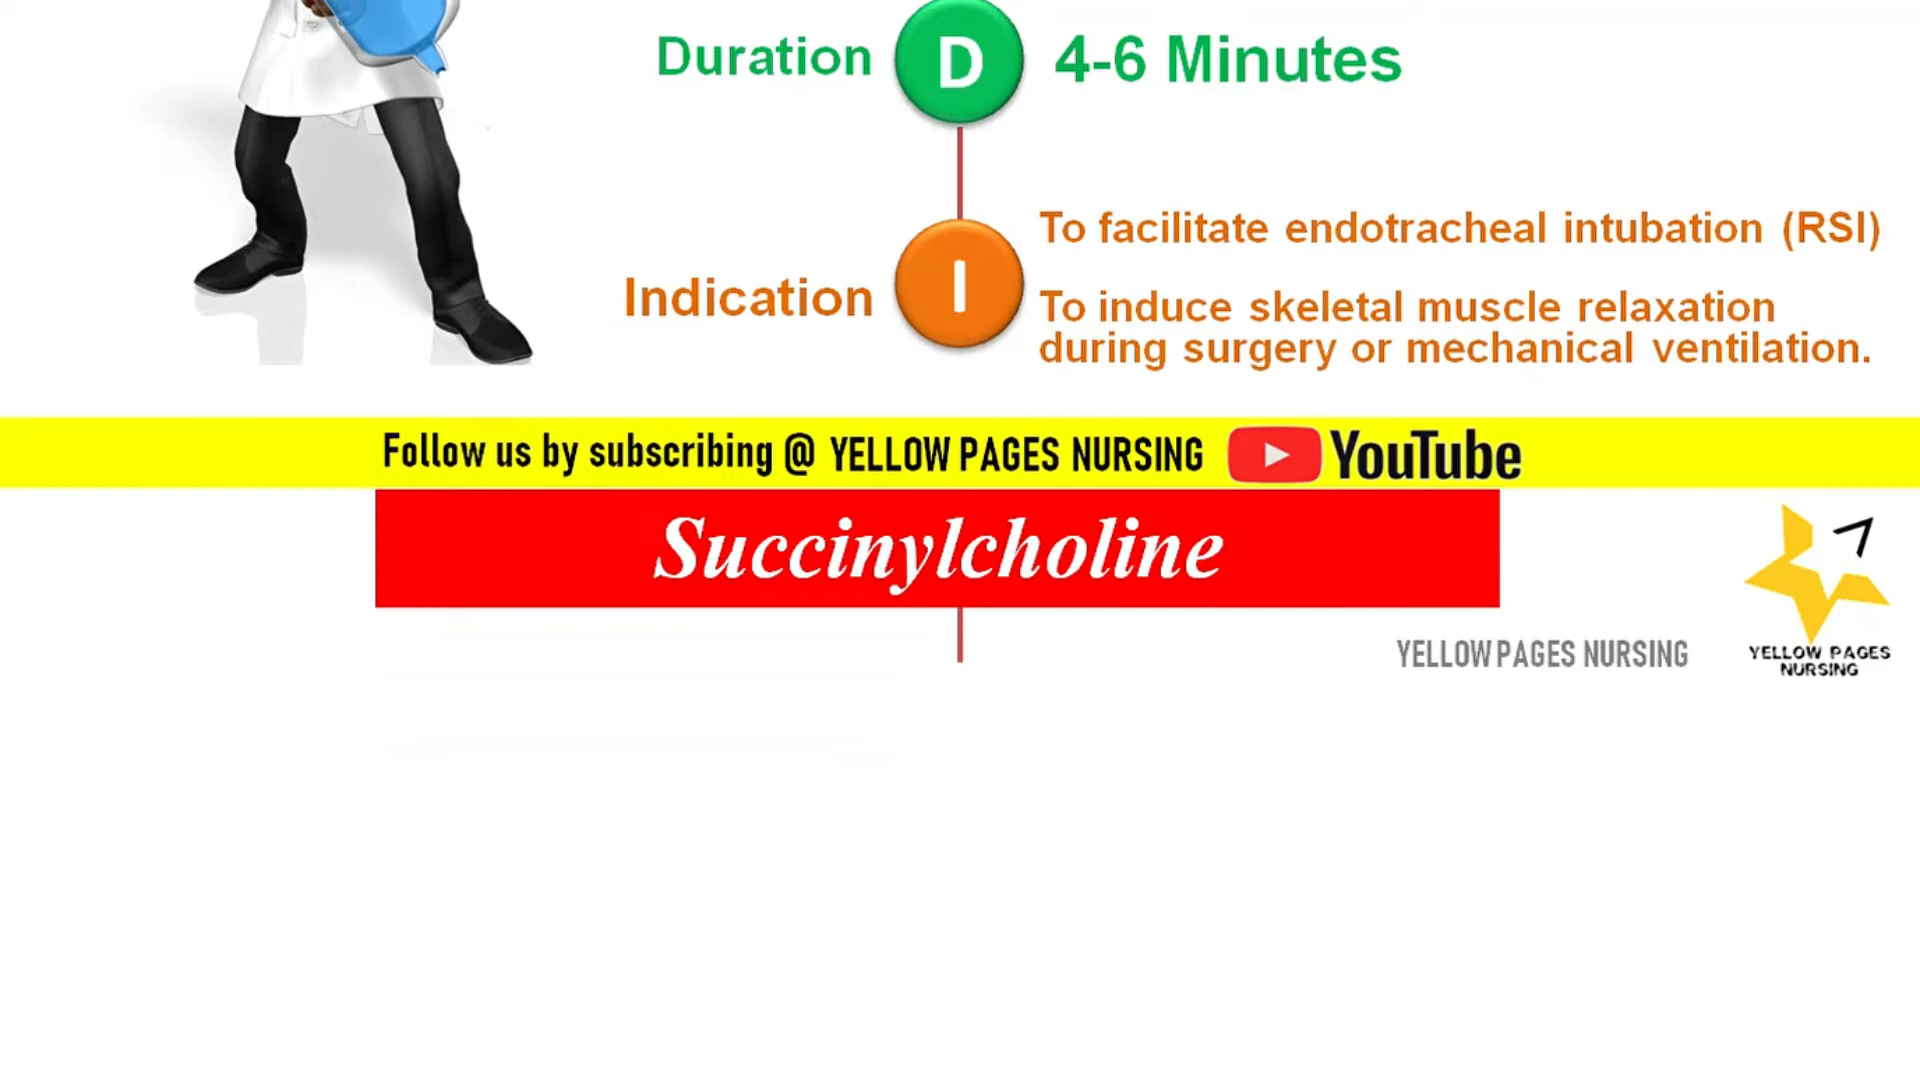 Duration D 4-6 Minutes
To facilitate endotracheal intubation (RSI)
Indication I
To induce skeletal muscle relaxation
during surgery or mechanical ventilation.
Follow us by subscribing @ YELLOW PAGES NURSING YouTube
Succinylcholine
YELLOW PAGES NURSING
YELLOW PAGES
NURSING